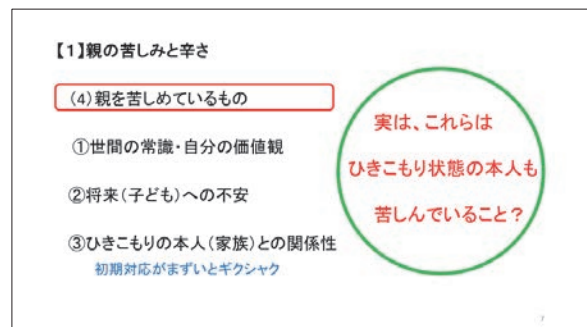 【1】親の苦しみと辛さ
(4)親を苦しめているもの
①世間の常識・自分の価値観
②将来(子ども)への不安
③ひきこもりの本人(家族)との関係性
初期対応がまずいとギクシャク
実は、これらは
ひきこもり状態の本人も
苦しんでいること?
7